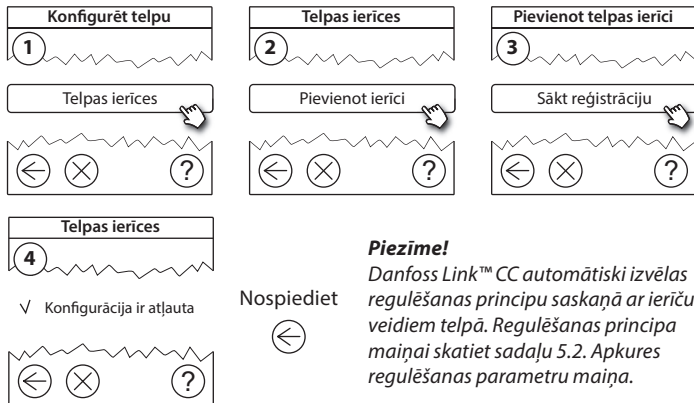 Konfigurēt telpu
1
Telpas ierīces
?
Telpas ierīces
2
Pievienot ierīci
?
Pievienot telpas ierīci
3
Sākt reģistrāciju
?
Telpas ierīces
4
√ Konfigurācija ir atļauta
?
Nospiediet
Piezīme!
Danfoss Link™ CC automātiski izvēlas
regulēšanas principu saskaņā ar ierīču
veidiem telpā. Regulēšanas principa
maiņai skatiet sadaļu 5.2. Apkures
regulēšanas parametru maiņa.